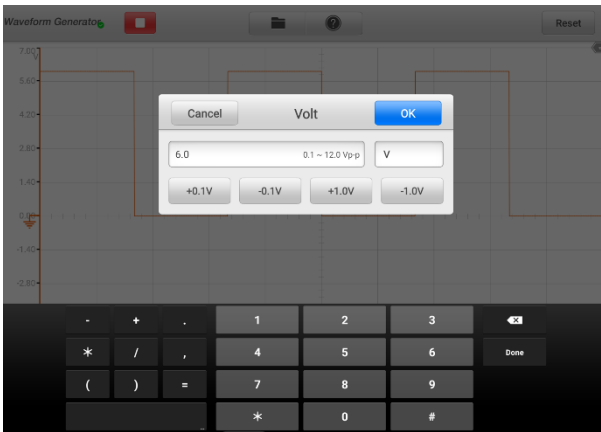 Waveform Generator
Reset
7.00
V
5.60
4.20
2.80
1.40
0.00
-1.40
-2.80
Cancel Volt OK
6.0 0.1 ~ 12.0 Vp-p V
+0.1V -0.1V +1.0V -1.0V
- + . 1 2 3
* / , 4 5 6 Done
( ) = 7 8 9
* 0 #